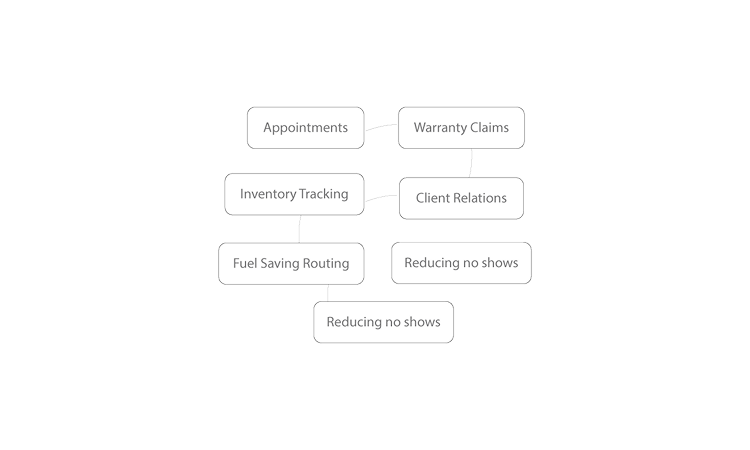 Appointments
Warranty Claims
Inventory Tracking
Client Relations
Fuel Saving Routing
Reducing no shows
Reducing no shows